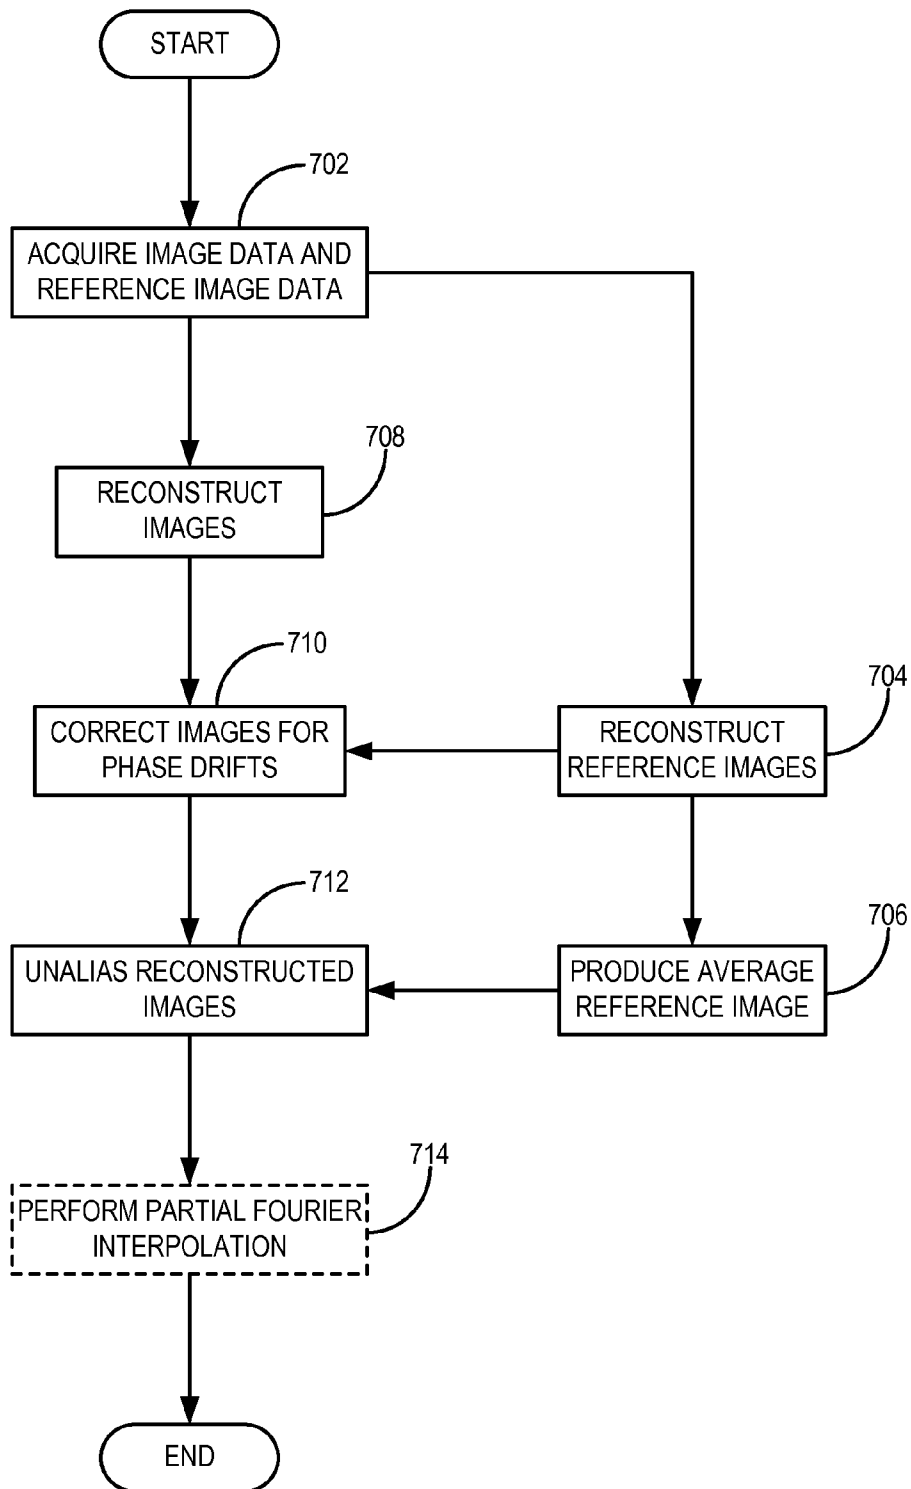 START
702
ACQUIRE IMAGE DATA AND
REFERENCE IMAGE DATA
708
RECONSTRUCT
IMAGES
710
CORRECT IMAGES FOR
PHASE DRIFTS
704
RECONSTRUCT
REFERENCE IMAGES
712
UNALIAS RECONSTRUCTED
IMAGES
706
PRODUCE AVERAGE
REFERENCE IMAGE
714
PERFORM PARTIAL FOURIER
INTERPOLATION
END